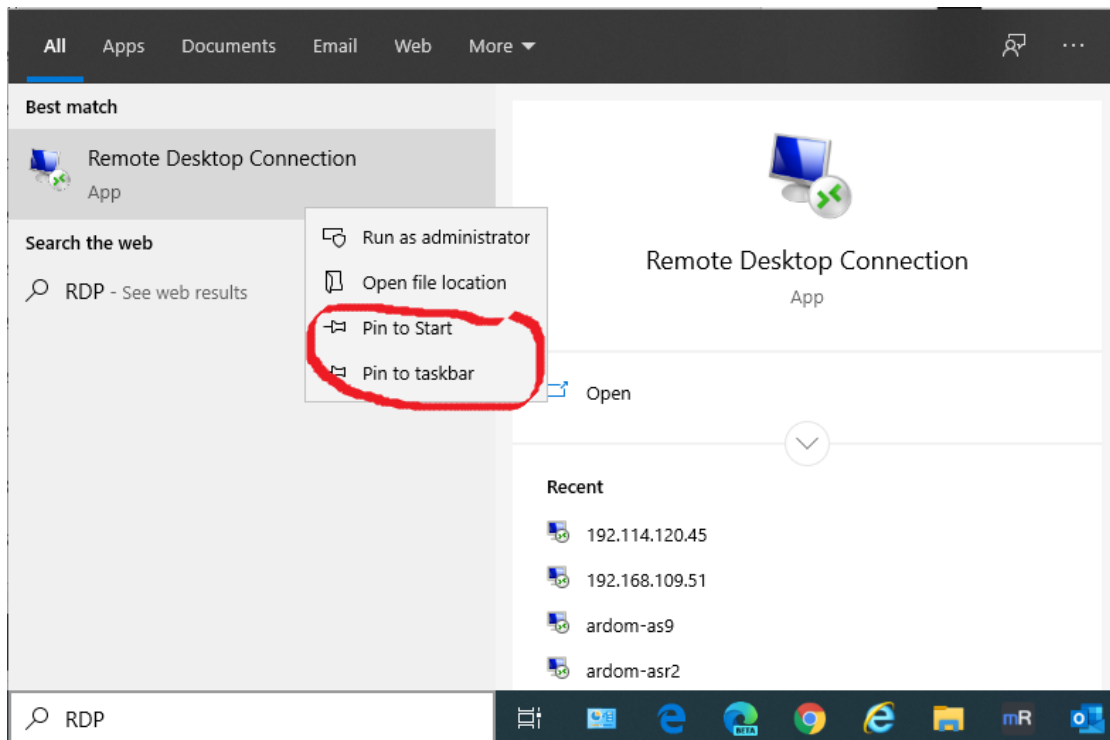 All Apps Documents Email Web More
Best match
Remote Desktop Connection
App
Search the web
RDP - See web results
Run as administrator
Open file location
Pin to Start
Pin to taskbar
Remote Desktop Connection
App
Open
Recent
192.114.120.45
192.168.109.51
ardom-as9
ardom-asr2
RDP
BETA
mR